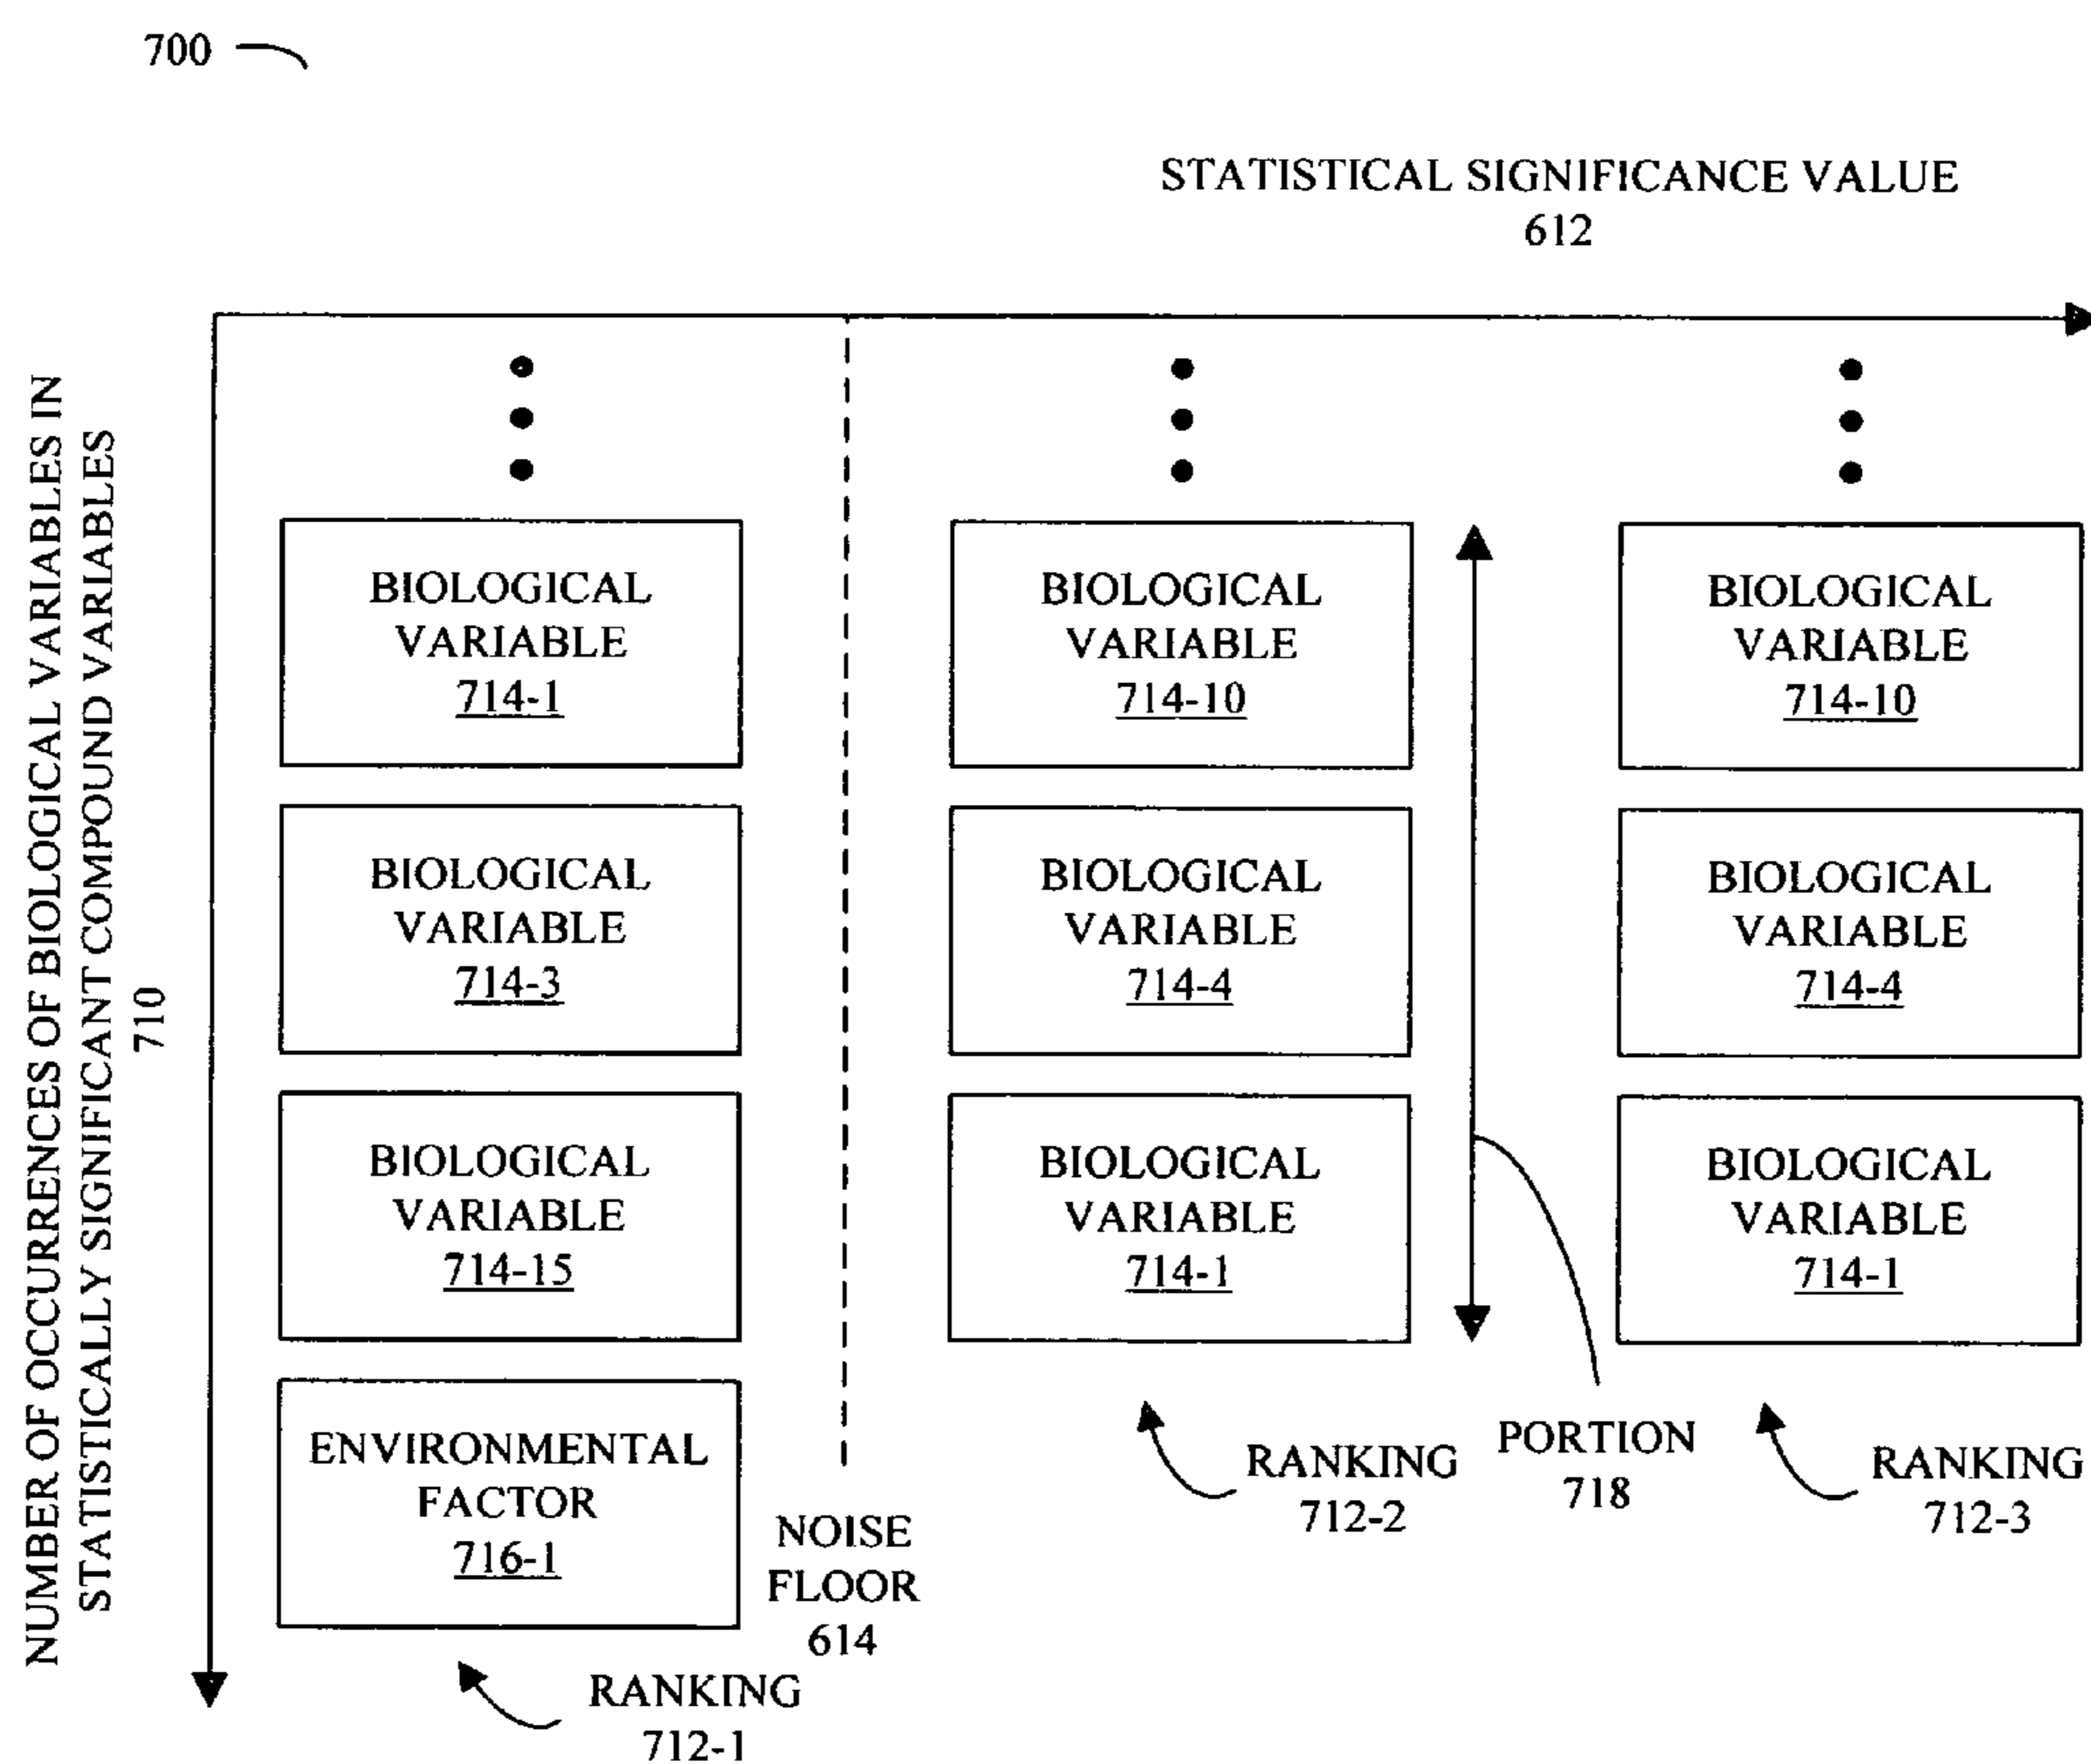 700
STATISTICAL SIGNIFICANCE VALUE
612
NUMBER OF OCCURRENCES OF BIOLOGICAL VARIABLES IN
STATISTICALLY SIGNIFICANT COMPOUND VARIABLES
710
BIOLOGICAL
VARIABLE
714-1
BIOLOGICAL
VARIABLE
714-3
BIOLOGICAL
VARIABLE
714-15
ENVIRONMENTAL
FACTOR
716-1
RANKING
712-1
NOISE
FLOOR
614
BIOLOGICAL
VARIABLE
714-10
BIOLOGICAL
VARIABLE
714-4
BIOLOGICAL
VARIABLE
714-1
RANKING
712-2
PORTION
718
BIOLOGICAL
VARIABLE
714-10
BIOLOGICAL
VARIABLE
714-4
BIOLOGICAL
VARIABLE
714-1
RANKING
712-3